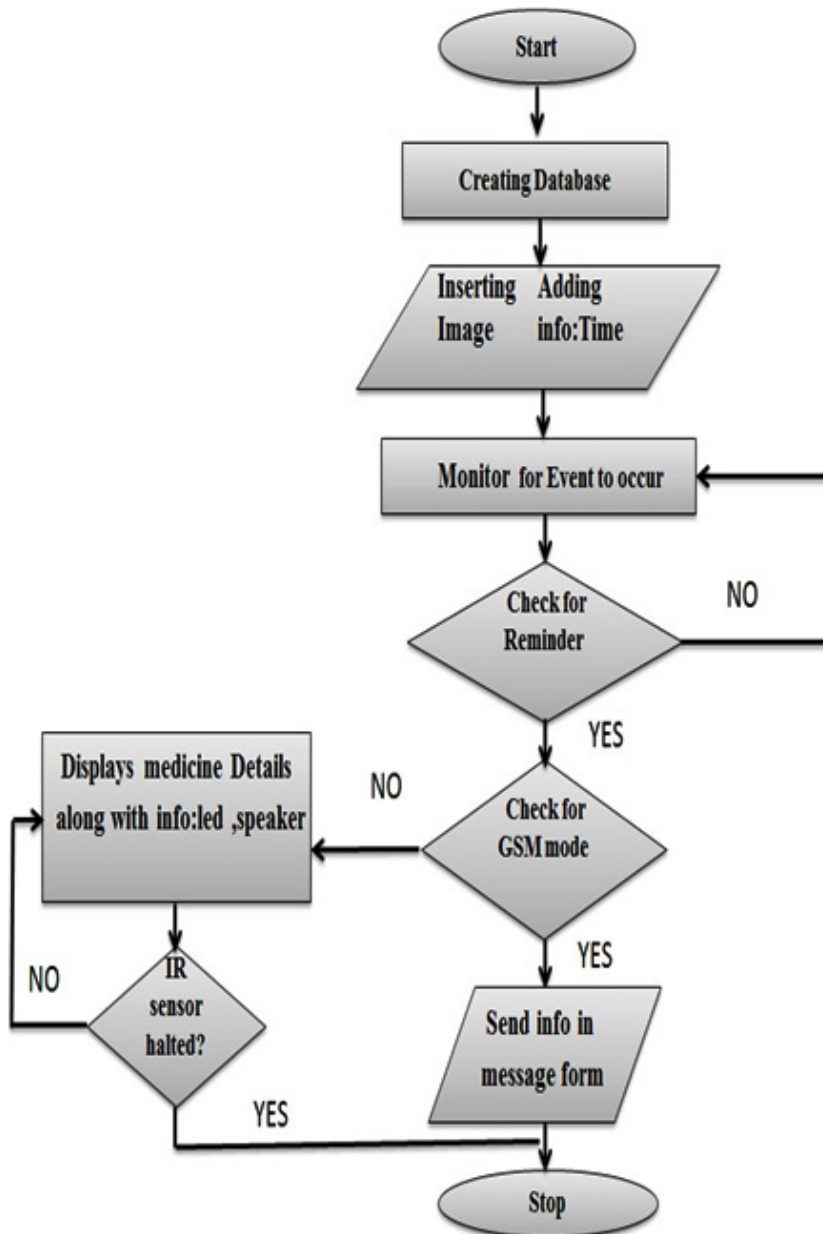 Start
Creating Database
Inserting Adding
Image info:Time
Monitor for Event to occur
Check for
Reminder
NO
YES
Check for
GSM mode
NO
Displays medicine Details
along with info:led ,speaker
YES
IR
sensor
halted?
NO
Send info in
message form
YES
Stop